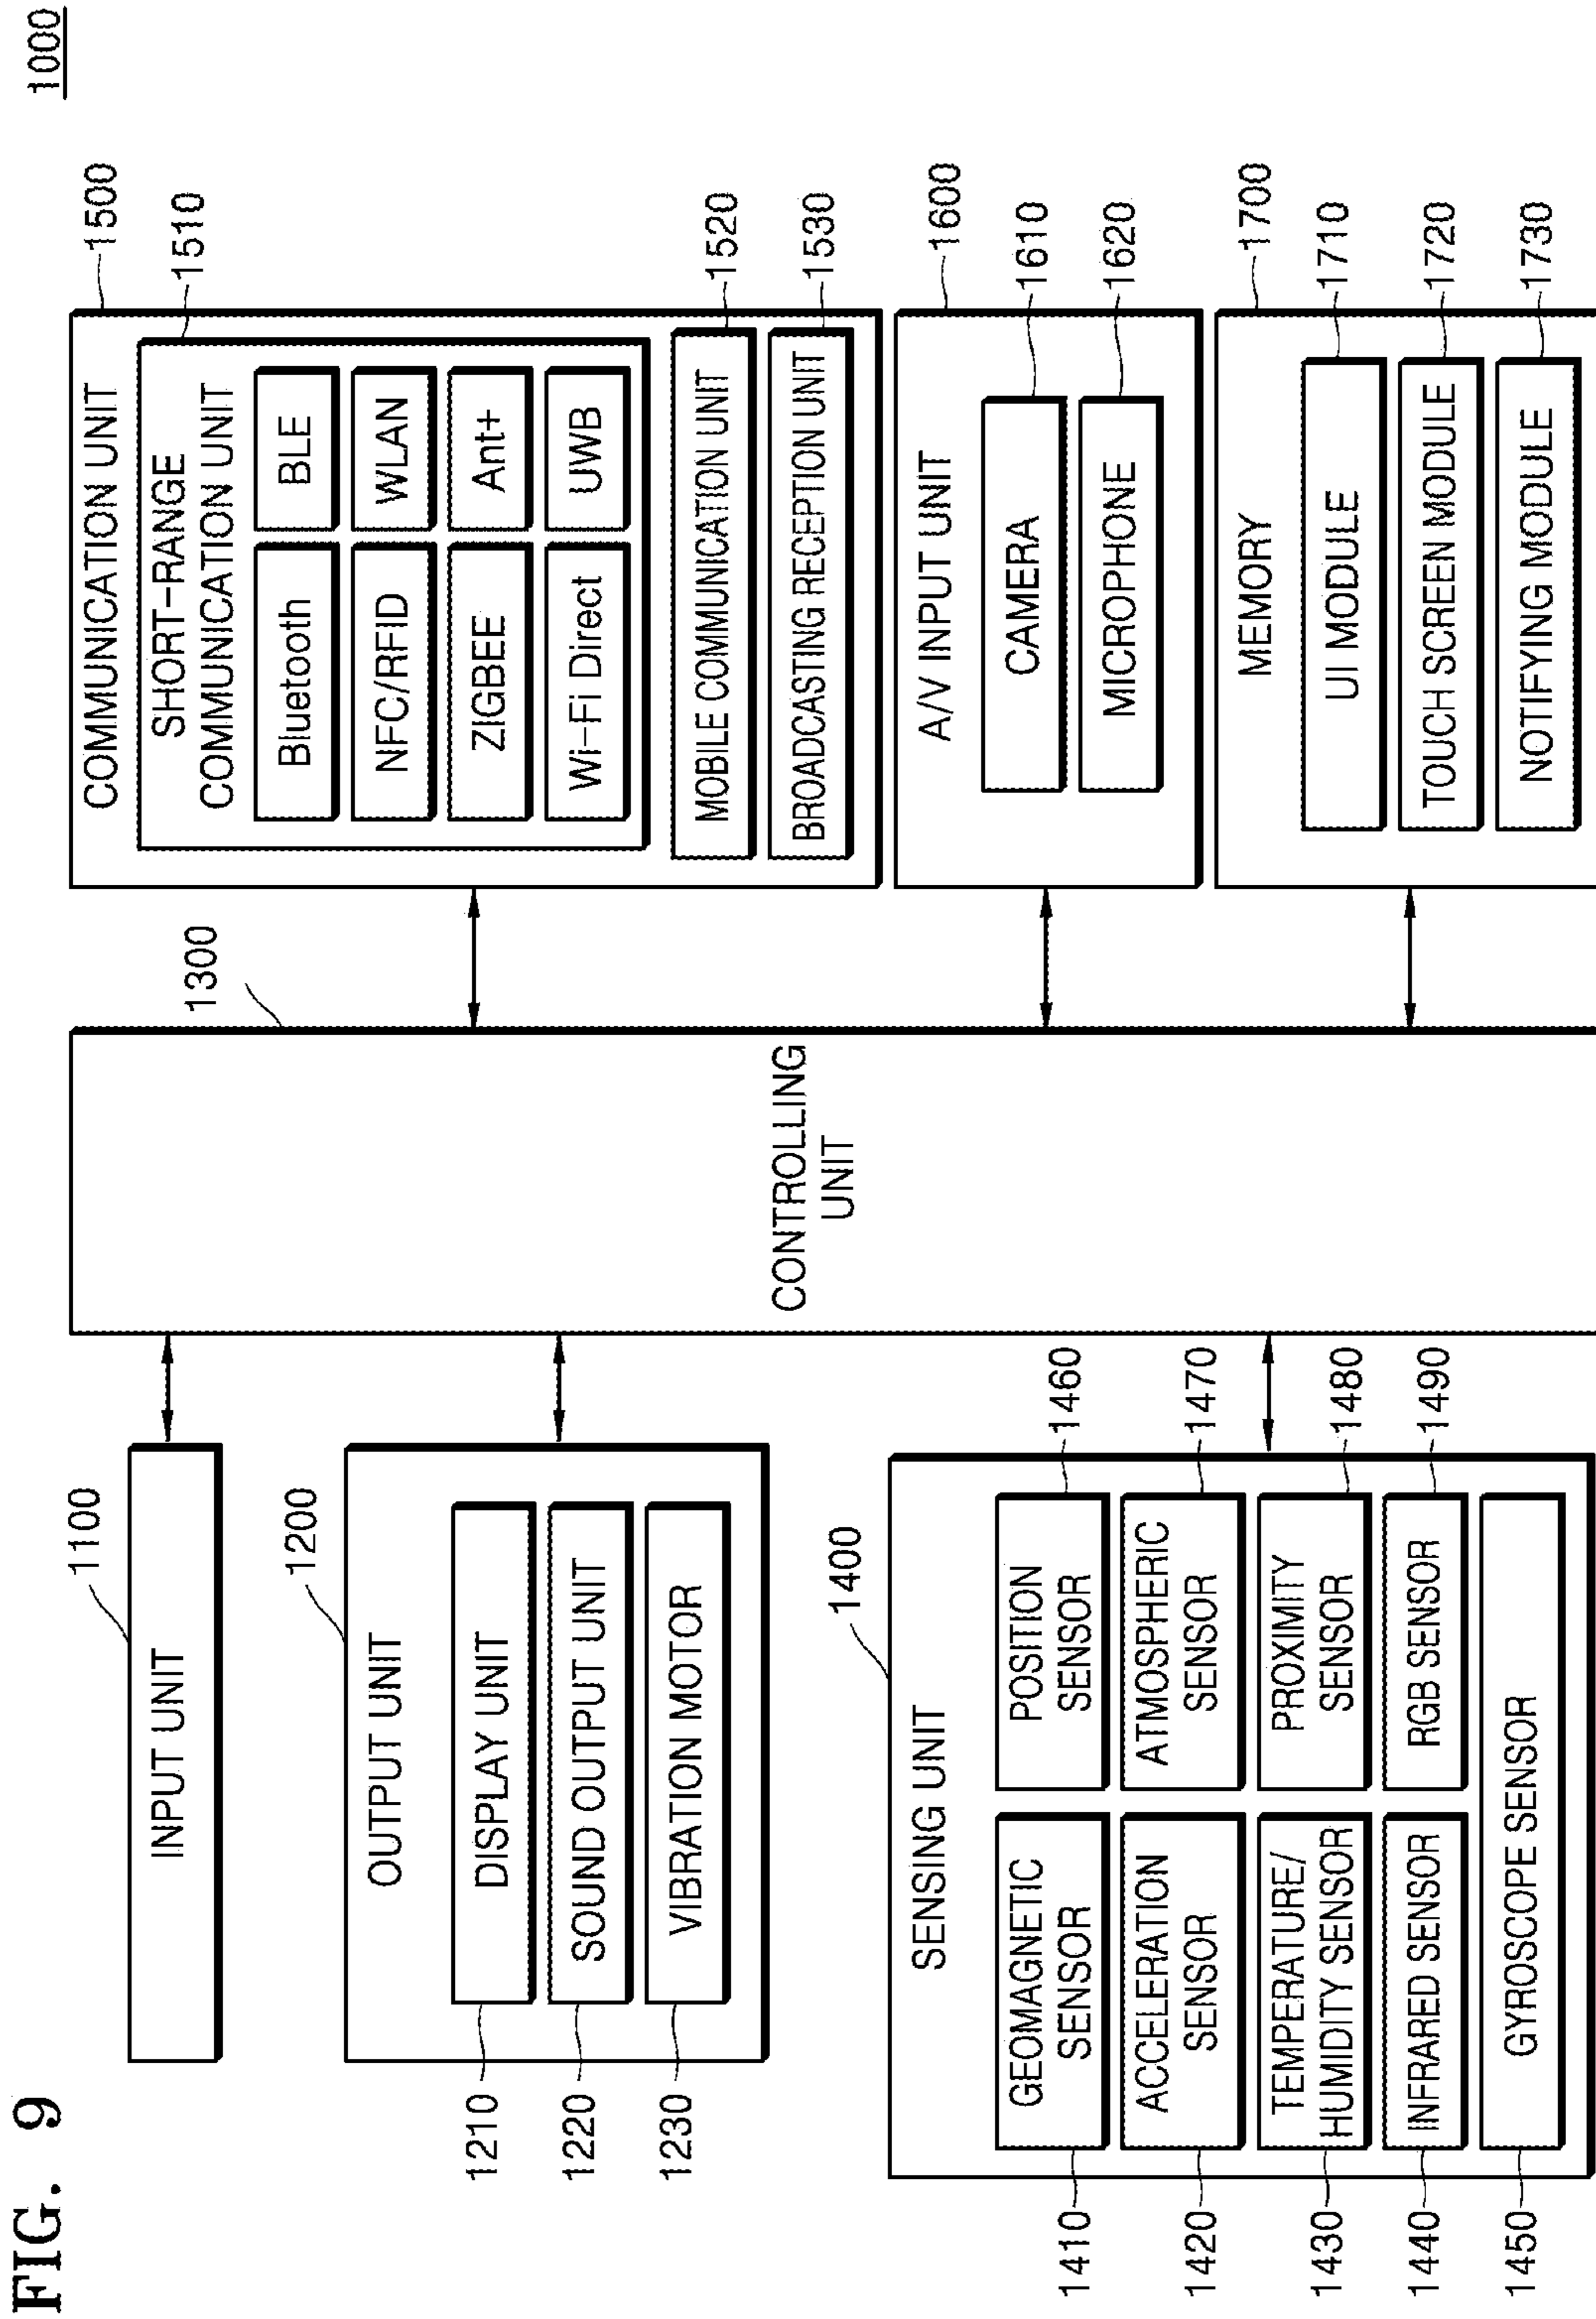 FIG. 9
1000
1100
INPUT UNIT
1200
OUTPUT UNIT
1210
DISPLAY UNIT
1220
SOUND OUTPUT UNIT
1230
VIBRATION MOTOR
1400
SENSING UNIT
1410
GEOMAGNETIC
SENSOR
POSITION
SENSOR
1460
1420
ACCELERATION
SENSOR
ATMOSPHERIC
SENSOR
1470
1430
TEMPERATURE/
HUMIDITY SENSOR
PROXIMITY
SENSOR
1480
1440
INFRARED SENSOR
RGB SENSOR
1490
1450
GYROSCOPE SENSOR
1300
CONTROLLING
UNIT
1500
COMMUNICATION UNIT
1510
SHORT-RANGE
COMMUNICATION UNIT
Bluetooth
BLE
NFC/RFID
WLAN
ZIGBEE
Ant+
Wi-Fi Direct
UWB
MOBILE COMMUNICATION UNIT
1520
BROADCASTING RECEPTION UNIT
1530
1600
A/V INPUT UNIT
CAMERA
1610
MICROPHONE
1620
1700
MEMORY
UI MODULE
1710
TOUCH SCREEN MODULE
1720
NOTIFYING MODULE
1730